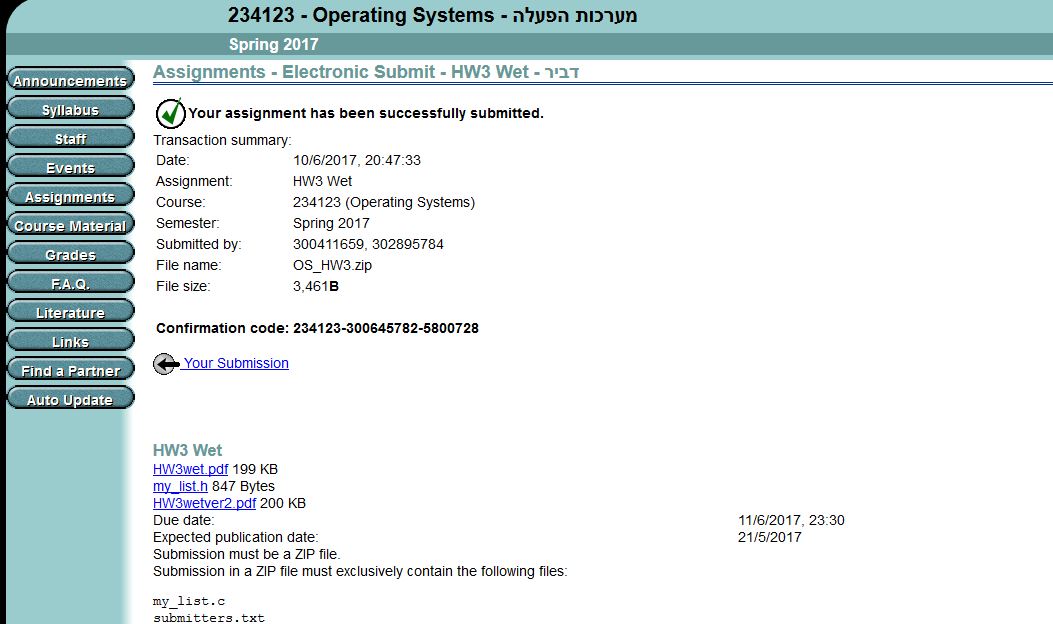 234123 - Operating Systems - מערכות הפעלה
Spring 2017
Announcements
Syllabus
Staff
Events
Assignments
Course Material
Grades
F.A.Q.
Literature
Links
Find a Partner
Auto Update
Assignments - Electronic Submit - HW3 Wet - דביר
Your assignment has been successfully submitted.
Transaction summary:
Date: 10/6/2017, 20:47:33
Assignment: HW3 Wet
Course: 234123 (Operating Systems)
Semester: Spring 2017
Submitted by: 300411659, 302895784
File name: OS_HW3.zip
File size: 3,461B
Confirmation code: 234123-300645782-5800728
Your Submission
HW3 Wet
HW3wet.pdf 199 KB
my_list.h 847 Bytes
HW3wetver2.pdf 200 KB
Due date: 11/6/2017, 23:30
Expected publication date: 21/5/2017
Submission must be a ZIP file.
Submission in a ZIP file must exclusively contain the following files:
my_list.c
submitters.txt